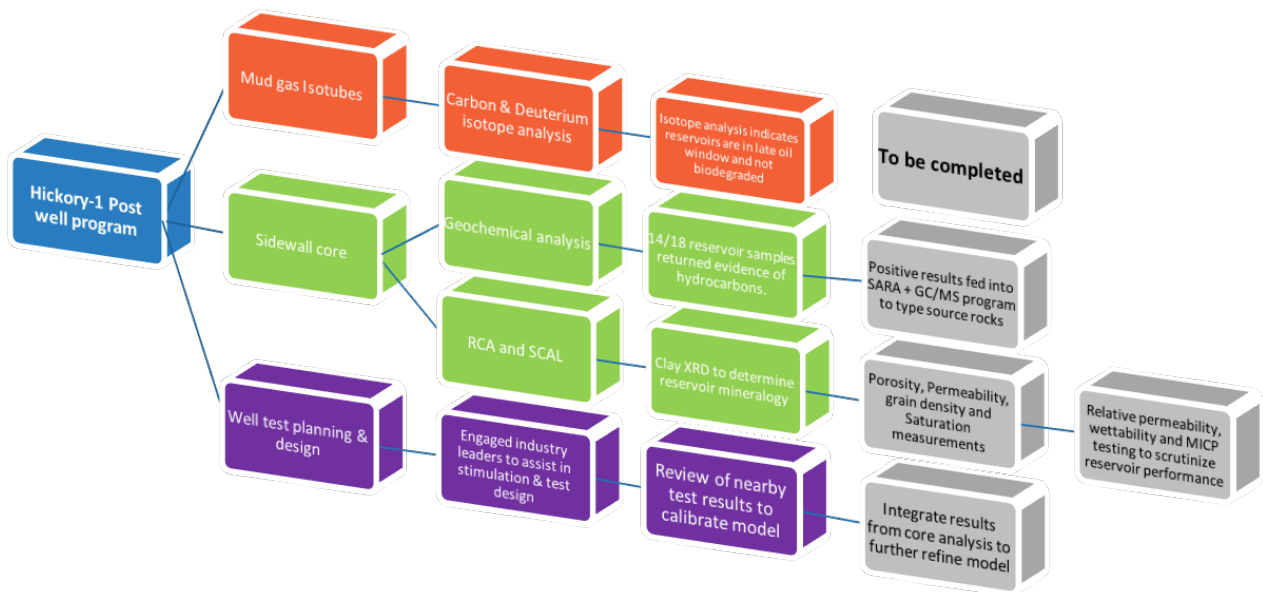 Hickory-1 Post
well program
Mud gas Isotubes
Carbon & Deuterium
isotope analysis
Isotope analysis indicates
reservoirs are in late oil
window and not
biodegraded
To be completed
Sidewall core
Geochemical analysis
14/18 reservoir samples
returned evidence of
hydrocarbons.
Positive results fed into
SARA + GC/MS program
to type source rocks
RCA and SCAL
Clay XRD to determine
reservoir mineralogy
Porosity, Permeability,
grain density and
Saturation
measurements
Relative permeability,
wettability and MICP
testing to scrutinize
reservoir performance
Well test planning &
design
Engaged industry
leaders to assist in
stimulation & test
design
Review of nearby
test results to
calibrate model
Integrate results
from core analysis to
further refine model